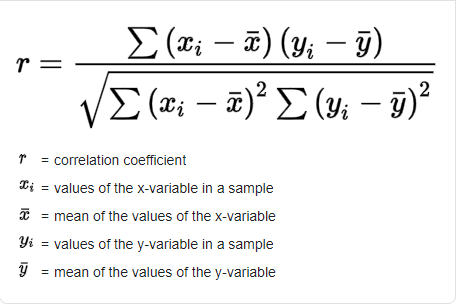 r = ∑(xᵢ − x̄)(yᵢ − ȳ) / √(∑(xᵢ − x̄)² ∑(yᵢ − ȳ)²)
r = correlation coefficient
xᵢ = values of the x-variable in a sample
x̄ = mean of the values of the x-variable
yᵢ = values of the y-variable in a sample
ȳ = mean of the values of the y-variable